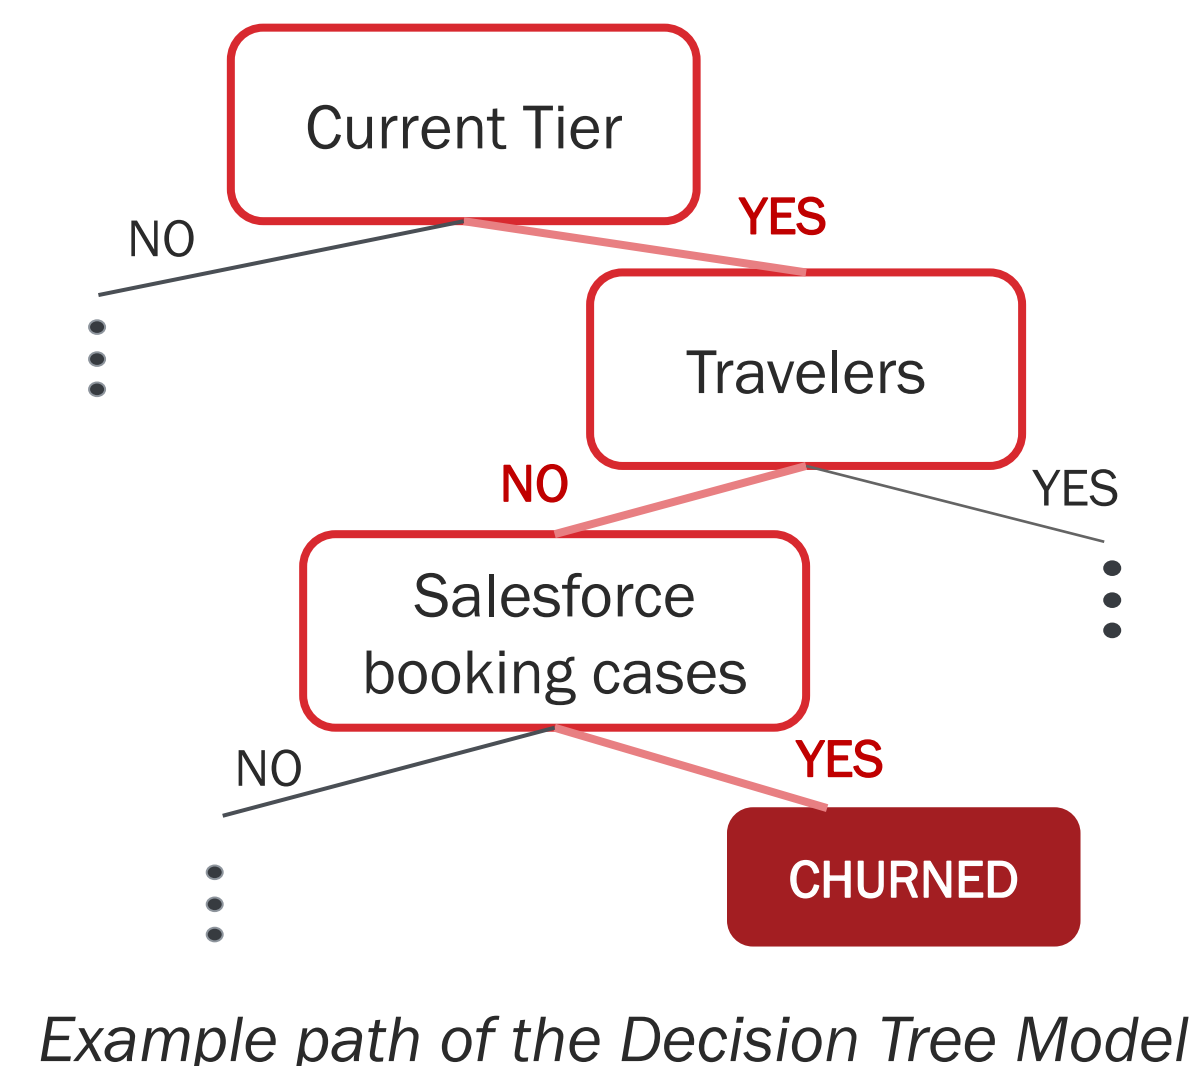 Current Tier
NO
YES
Travelers
NO
YES
Salesforce
booking cases
NO
YES
CHURNED
Example path of the Decision Tree Model